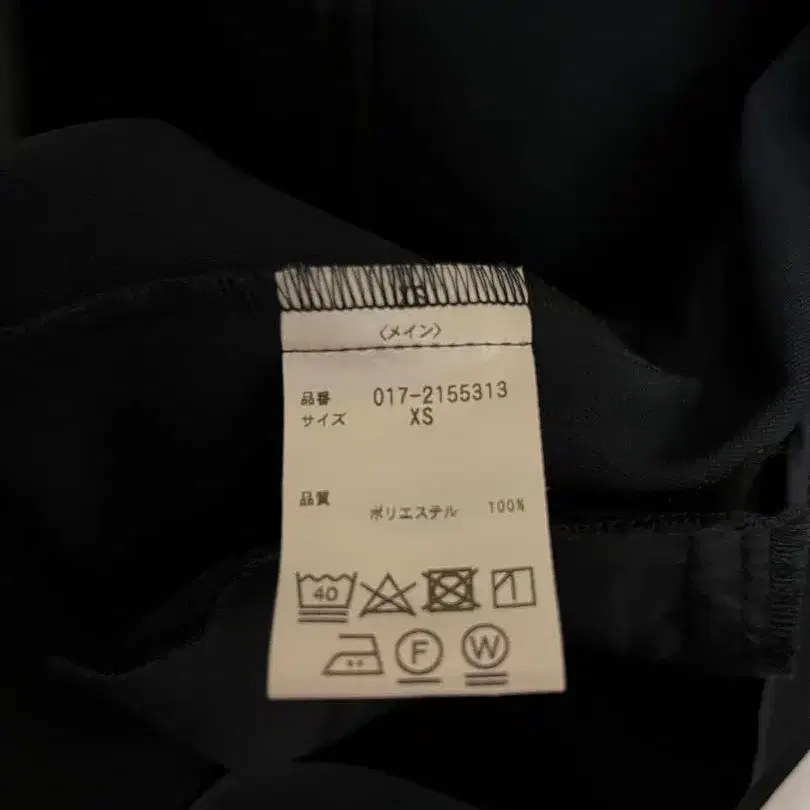 〈メイン〉
品番 017-2155313
サイズ XS
品質
ポリエステル 100%
40
F W